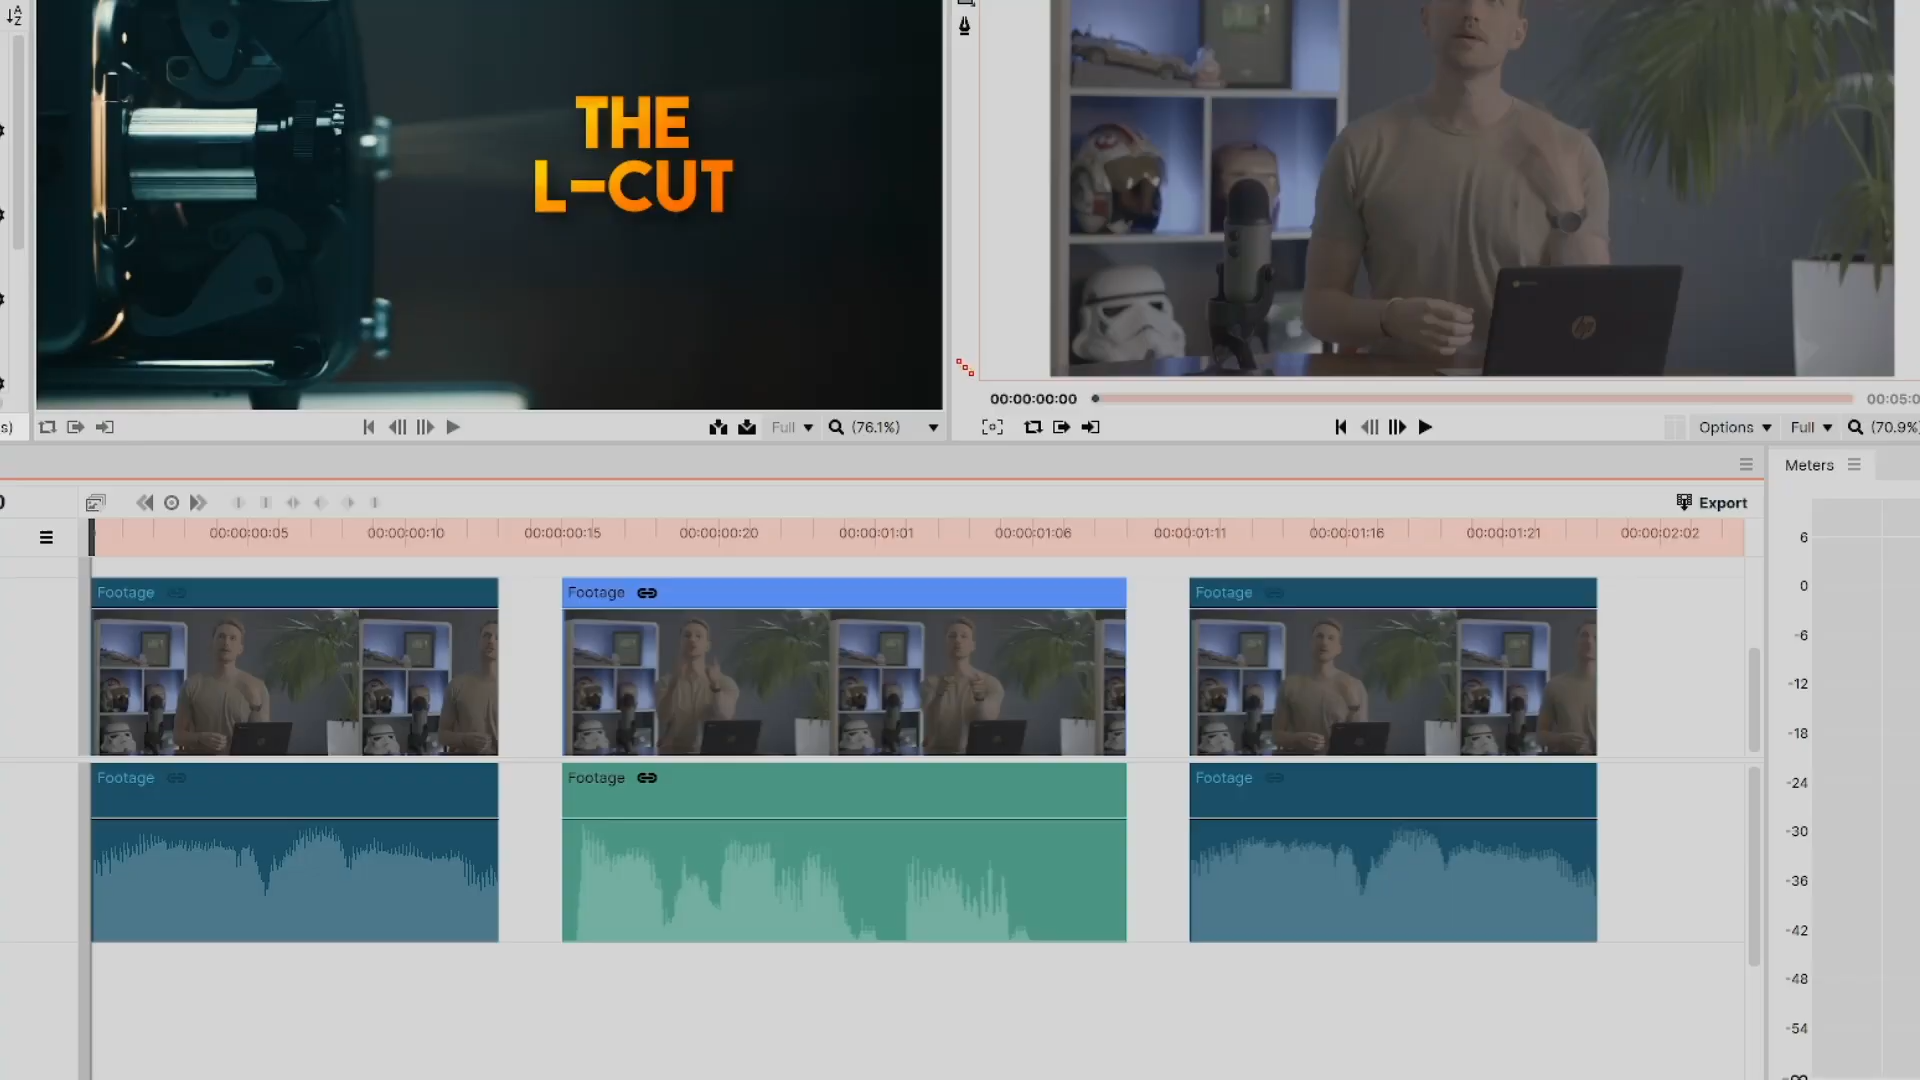 THE
L-CUT
s)
Full
(76.1%)
00:00:00:00
00:05:0
Options
Full
(70.9%
Meters
Export
00:00:00:05
00:00:00:10
00:00:00:15
00:00:00:20
00:00:01:01
00:00:01:06
00:00:01:11
00:00:01:16
00:00:01:21
00:00:02:02
Footage
Footage
Footage
Footage
Footage
Footage
6
0
-6
-12
-18
-24
-30
-36
-42
-48
-54
-∞